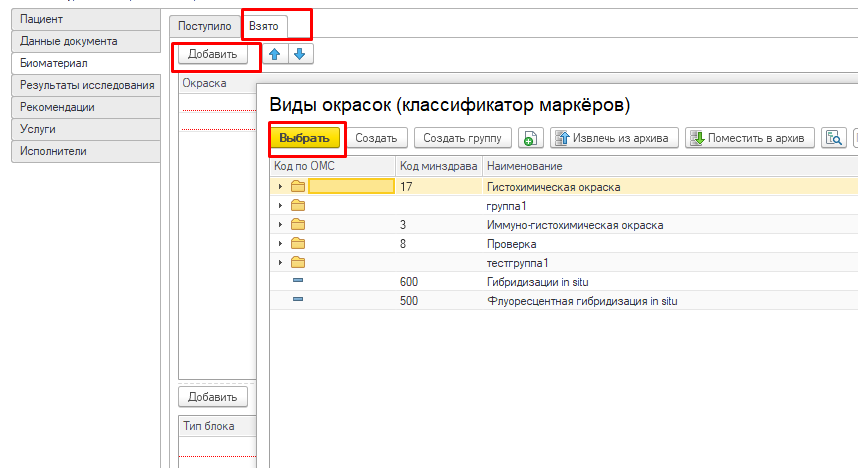 Пациент
Данные документа
Биоматериал
Результаты исследования
Рекомендации
Услуги
Исполнители
Поступило Взято
Добавить
Окраска
Виды окрасок (классификатор маркёров)
Выбрать Создать Создать группу Извлечь из архива Поместить в архив
Код по ОМС Код минздрава Наименование
17 Гистохимическая окраска
группа1
3 Иммуно-гистохимическая окраска
8 Проверка
тестгруппа1
600 Гибридизации in situ
500 Флуоресцентная гибридизация in situ
Добавить
Тип блока